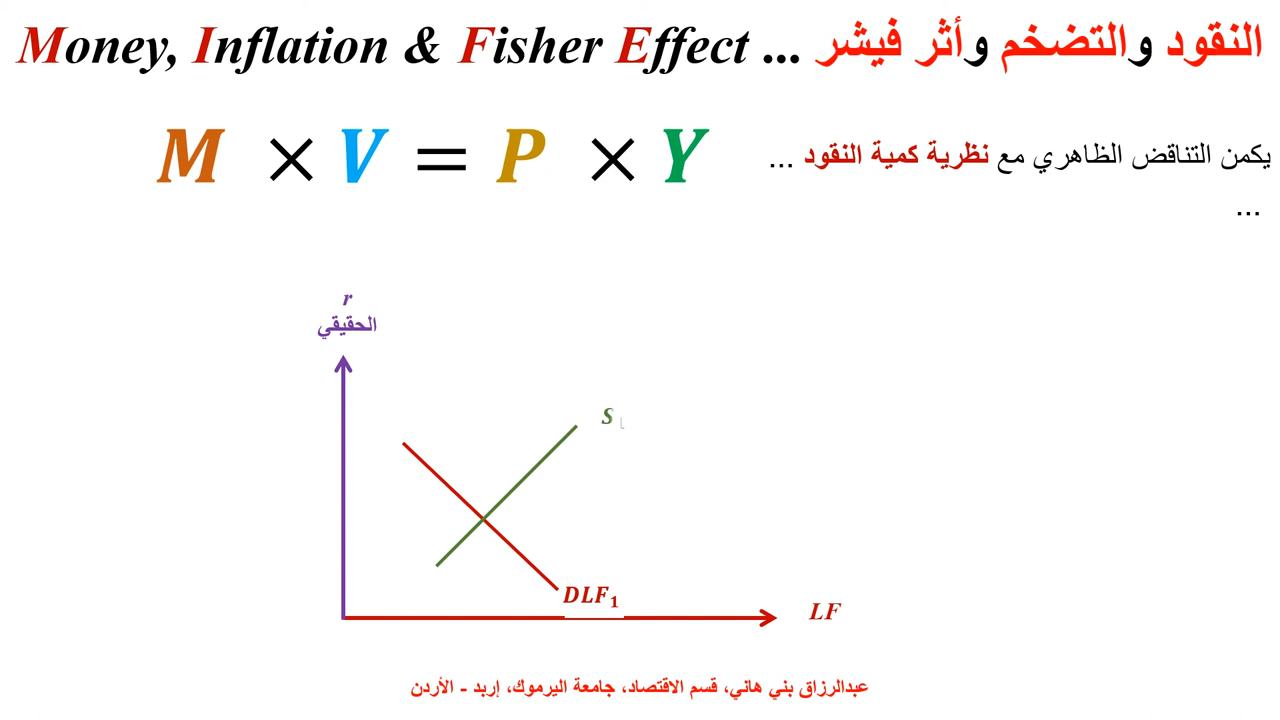 Money, Inflation & Fisher Effect ... النقود والتضخم وأثر فيشر
M × V = P × Y
يكمن التناقض الظاهري مع نظرية كمية النقود ...
...
r
الحقيقي
S
DLF₁
LF
عبدالرزاق بني هاني، قسم الاقتصاد، جامعة اليرموك، إربد - الأردن